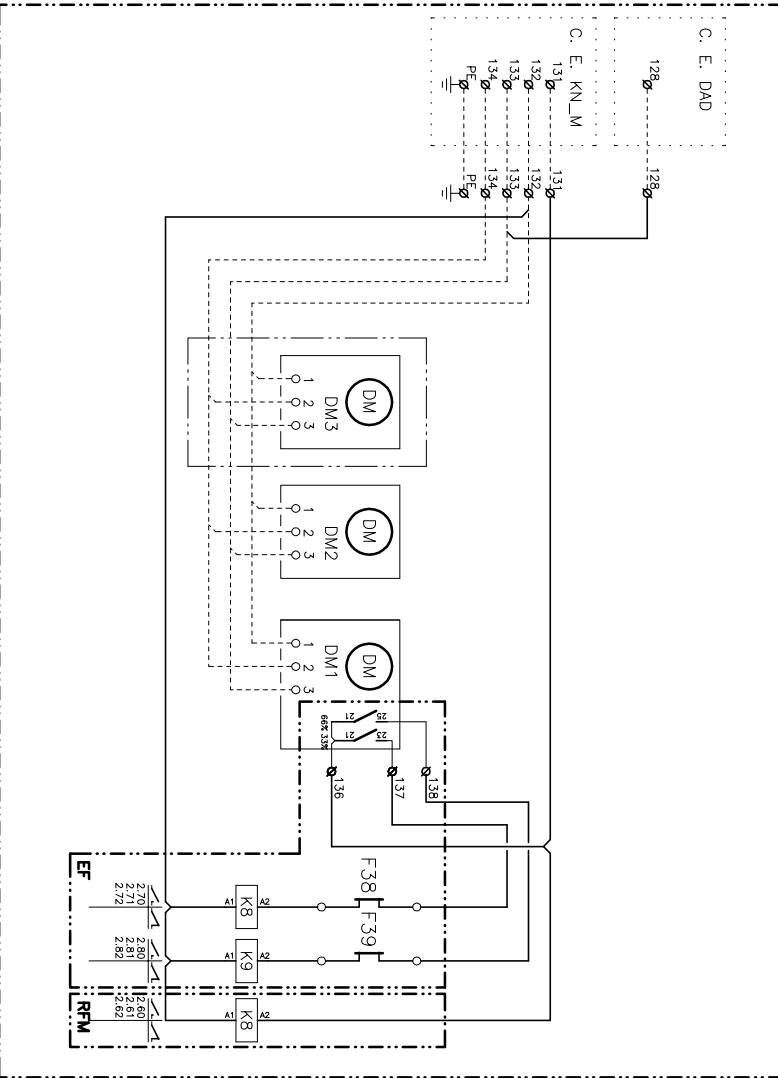 C. E. DAD
128 128
C. E. KN_M
131 131
132 132
133 133
134 134
PE PE
138
137
136
25 23
21 21
66% 33%
F38 F39
DM DM DM
DM3 DM2 DM1
1 2 3 1 2 3 1 2 3
A2 A2 A2
K8 K9 K8
A1 A1 A1
2.70 2.80 2.60
2.71 2.81 2.61
2.72 2.82 2.62
EF RFM